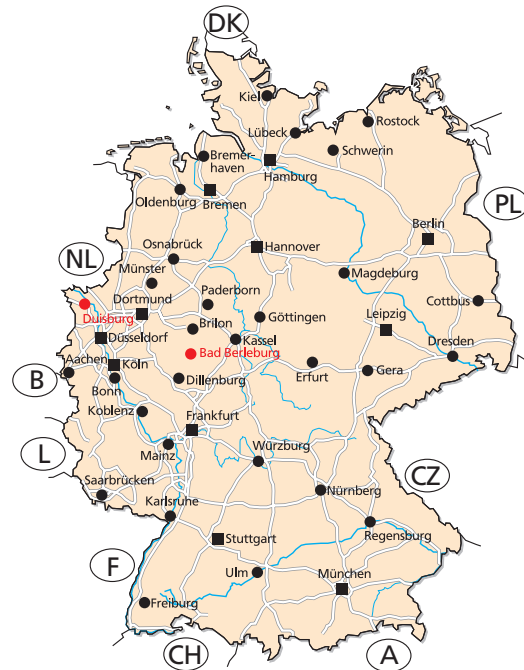 DK
Kiel
Rostock
Lübeck
Schwerin
Bremer-
haven
Hamburg
Oldenburg
Bremen
PL
Berlin
Osnabrück
Hannover
NL
Münster
Magdeburg
Dortmund
Paderborn
Cottbus
Duisburg
Göttingen
Leipzig
Brilon
Düsseldorf
Kassel
Dresden
Bad Berleburg
Aachen
Köln
B
Erfurt
Gera
Bonn
Dillenburg
Koblenz
Frankfurt
L
Mainz
Würzburg
CZ
Saarbrücken
Nürnberg
Karlsruhe
Regensburg
Stuttgart
F
Ulm
München
Freiburg
CH
A